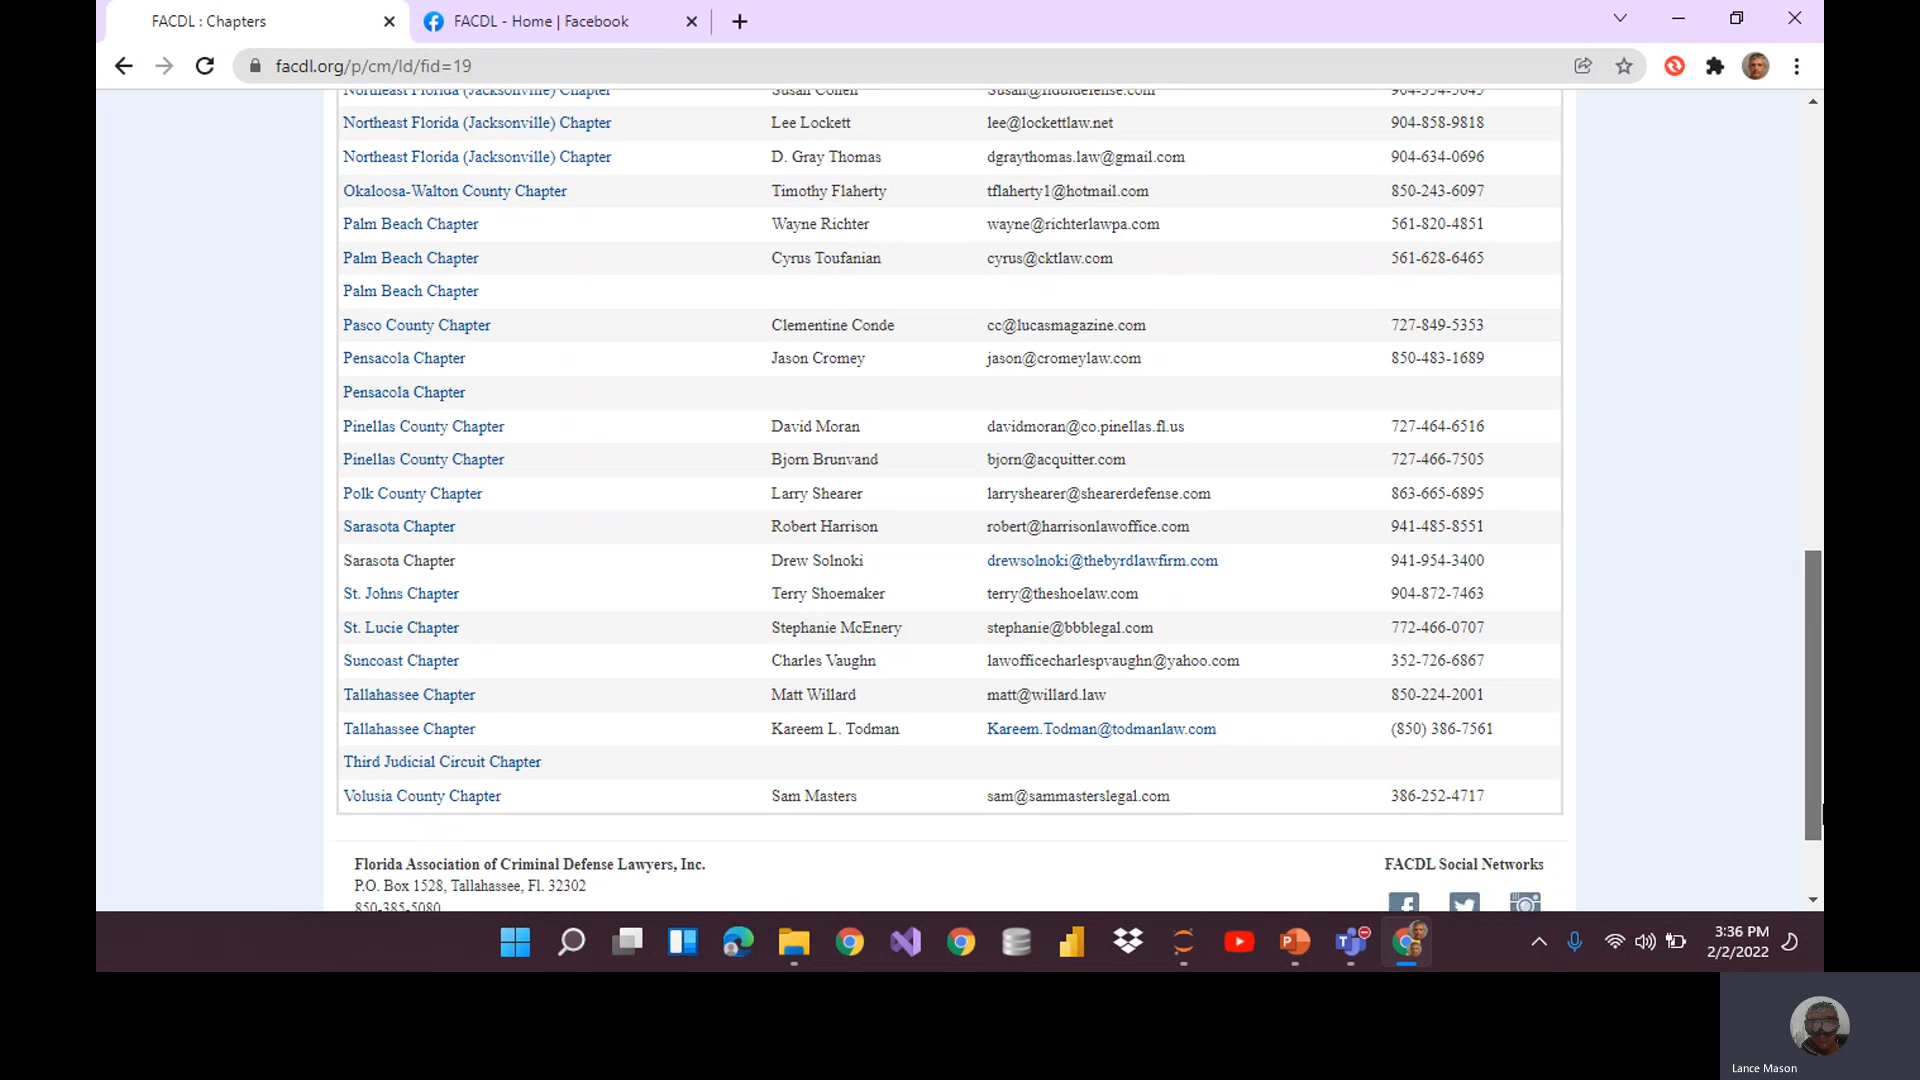 FACDL : Chapters
FACDL - Home | Facebook
facdl.org/p/cm/ld/fid=19
Northeast Florida (Jacksonville) Chapter Susan Cohen
Northeast Florida (Jacksonville) Chapter Lee Lockett lee@lockettlaw.net 904-858-9818
Northeast Florida (Jacksonville) Chapter D. Gray Thomas dgraythomas.law@gmail.com 904-634-0696
Okaloosa-Walton County Chapter Timothy Flaherty tflaherty1@hotmail.com 850-243-6097
Palm Beach Chapter Wayne Richter wayne@richterlawpa.com 561-820-4851
Palm Beach Chapter Cyrus Toufanian cyrus@cktlaw.com 561-628-6465
Palm Beach Chapter
Pasco County Chapter Clementine Conde cc@lucasmagazine.com 727-849-5353
Pensacola Chapter Jason Cromey jason@cromeylaw.com 850-483-1689
Pensacola Chapter
Pinellas County Chapter David Moran davidmoran@co.pinellas.fl.us 727-464-6516
Pinellas County Chapter Bjorn Brunvand bjorn@acquitter.com 727-466-7505
Polk County Chapter Larry Shearer larryshearer@shearerdefense.com 863-665-6895
Sarasota Chapter Robert Harrison robert@harrisonlawoffice.com 941-485-8551
Sarasota Chapter Drew Solnoki drewsolnoki@thebyrdlawfirm.com 941-954-3400
St. Johns Chapter Terry Shoemaker terry@theshoelaw.com 904-872-7463
St. Lucie Chapter Stephanie McEnery stephanie@bbblegal.com 772-466-0707
Suncoast Chapter Charles Vaughn lawofficecharlespvaughn@yahoo.com 352-726-6867
Tallahassee Chapter Matt Willard matt@willard.law 850-224-2001
Tallahassee Chapter Kareem L. Todman Kareem.Todman@todmanlaw.com (850) 386-7561
Third Judicial Circuit Chapter
Volusia County Chapter Sam Masters sam@sammasterslegal.com 386-252-4717
Florida Association of Criminal Defense Lawyers, Inc. FACDL Social Networks
P.O. Box 1528, Tallahassee, Fl. 32302
850-385-5080
3:36 PM
2/2/2022
Lance Mason